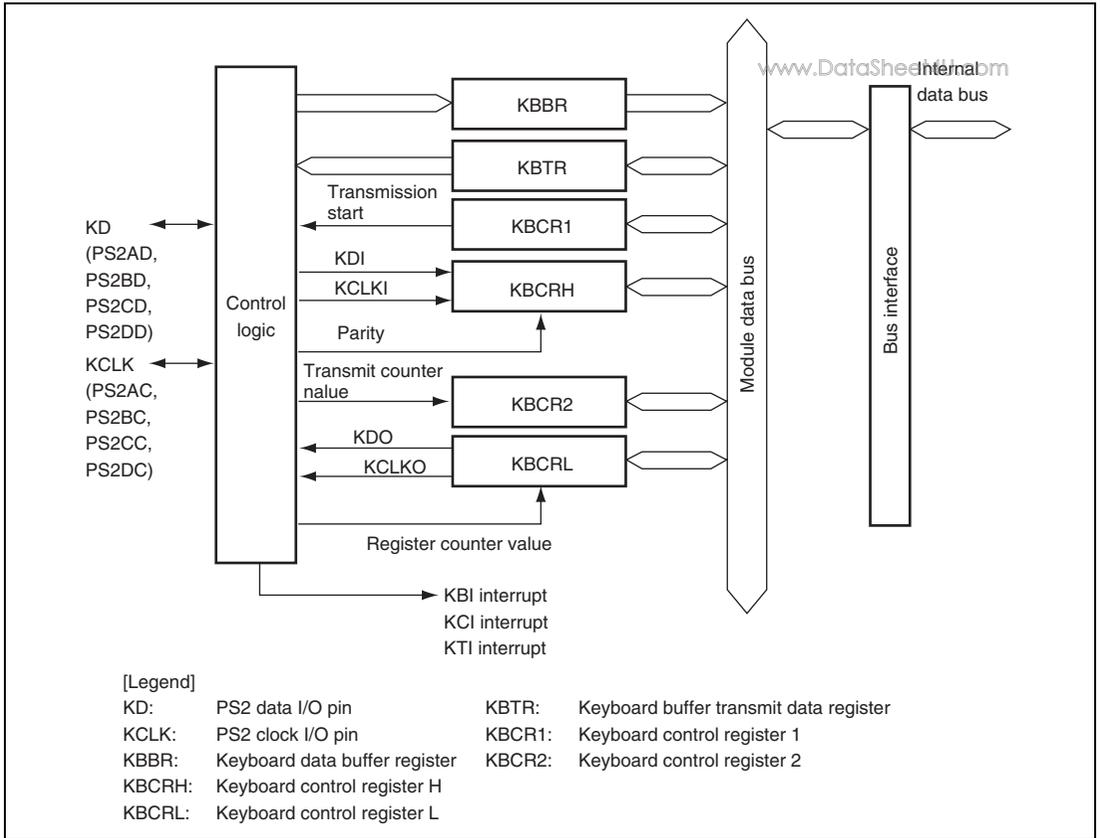 www.DataSheet4U.com
Internal
data bus
KBBR
KBTR
Transmission
start
KBCR1
KD
(PS2AD,
PS2BD,
PS2CD,
PS2DD)
KDI
KCLKI
KBCRH
Control
logic
Parity
Module data bus
Bus interface
KCLK
(PS2AC,
PS2BC,
PS2CC,
PS2DC)
Transmit counter
nalue
KBCR2
KDO
KCLKO
KBCRL
Register counter value
KBI interrupt
KCI interrupt
KTI interrupt
[Legend]
KD: PS2 data I/O pin
KCLK: PS2 clock I/O pin
KBBR: Keyboard data buffer register
KBCRH: Keyboard control register H
KBCRL: Keyboard control register L
KBTR: Keyboard buffer transmit data register
KBCR1: Keyboard control register 1
KBCR2: Keyboard control register 2